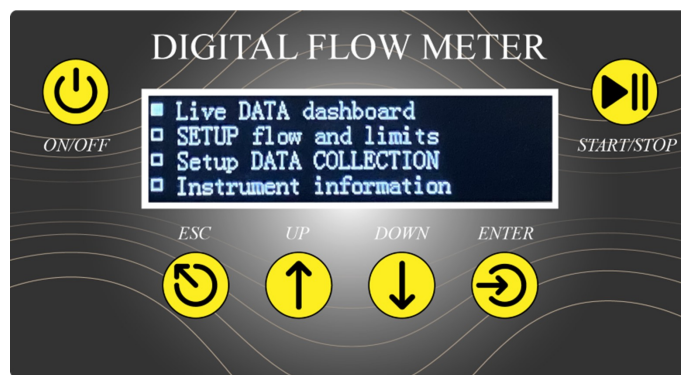 DIGITAL FLOW METER
ON/OFF
START/STOP
Live DATA dashboard
SETUP flow and limits
Setup DATA COLLECTION
Instrument information
ESC UP DOWN ENTER